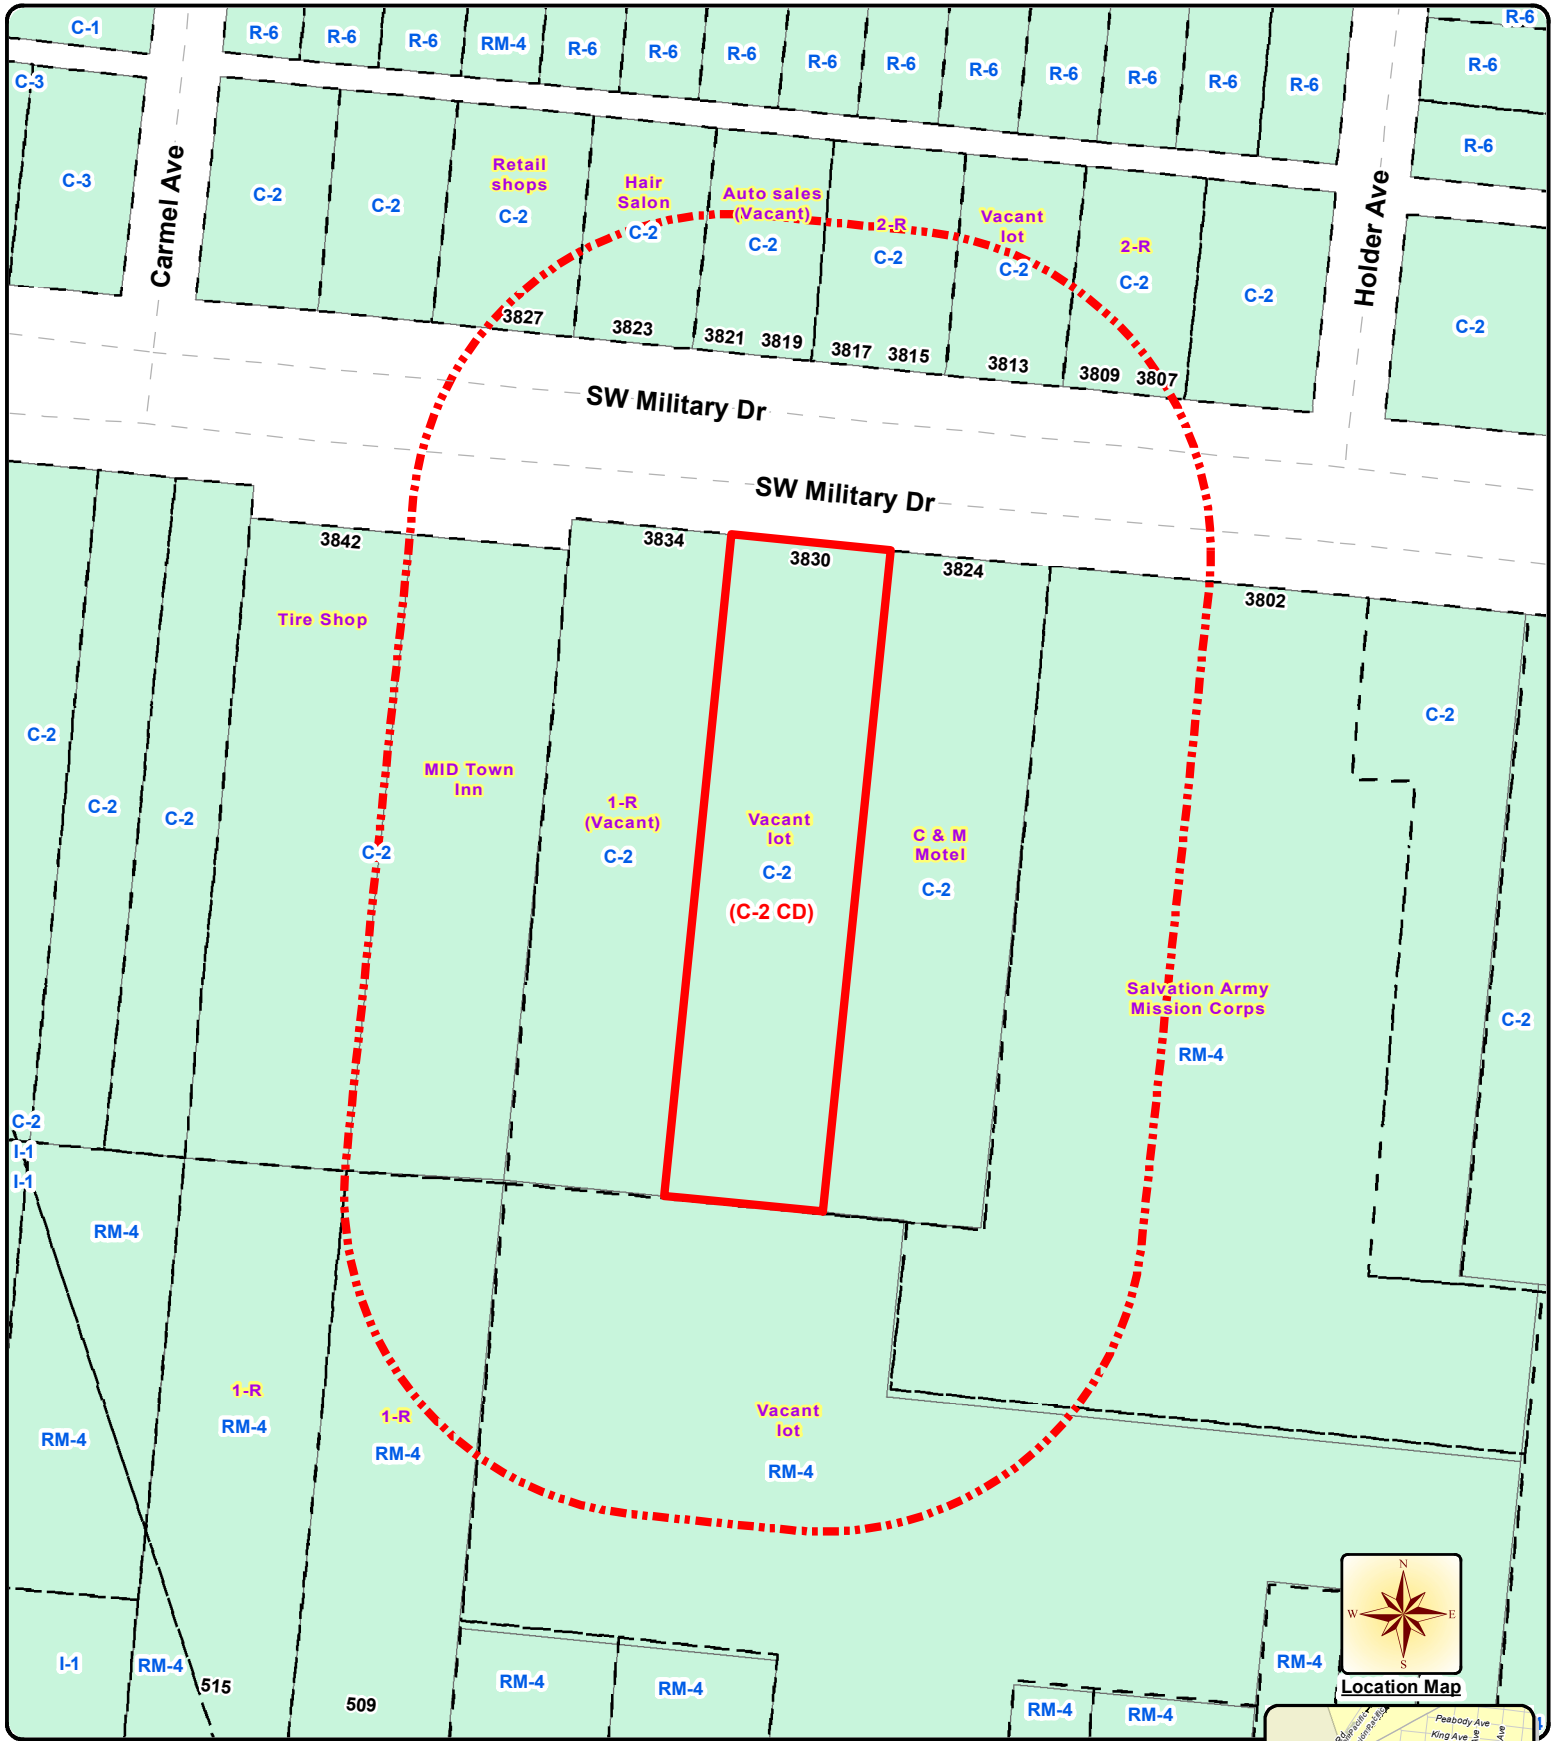 C-1
R-6
R-6
R-6
RM-4
R-6
R-6
R-6
R-6
R-6
R-6
R-6
R-6
R-6
R-6
R-6
R-6
R-6
C-3
C-3
Carmel Ave
Holder Ave
C-2
C-2
Retail
shops
C-2
Hair
Salon
C-2
Auto sales
(Vacant)
C-2
2-R
C-2
Vacant
lot
C-2
2-R
C-2
C-2
C-2
3827
3823
3821
3819
3817
3815
3813
3809
3807
SW Military Dr
SW Military Dr
3842
3834
3830
3824
3802
Tire Shop
C-2
C-2
C-2
MID Town
Inn
C-2
1-R
(Vacant)
C-2
Vacant
lot
C-2
(C-2 CD)
C & M
Motel
C-2
C-2
Salvation Army
Mission Corps
RM-4
C-2
C-2
I-1
I-1
RM-4
RM-4
1-R
RM-4
1-R
RM-4
Vacant
lot
RM-4
I-1
RM-4
515
509
RM-4
RM-4
RM-4
RM-4
RM-4
N
W
E
S
Location Map
Peabody Ave
King Ave